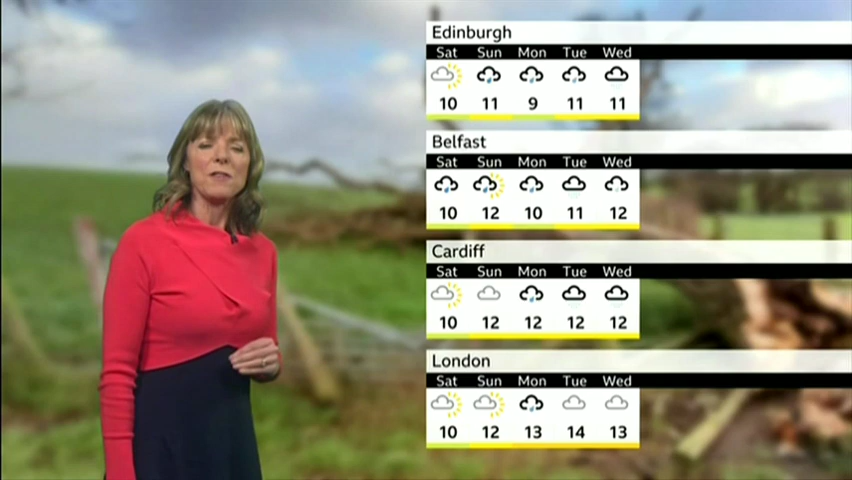 Edinburgh
Sat Sun Mon Tue Wed
10 11 9 11 11
Belfast
Sat Sun Mon Tue Wed
10 12 10 11 12
Cardiff
Sat Sun Mon Tue Wed
10 12 12 12 12
London
Sat Sun Mon Tue Wed
10 12 13 14 13